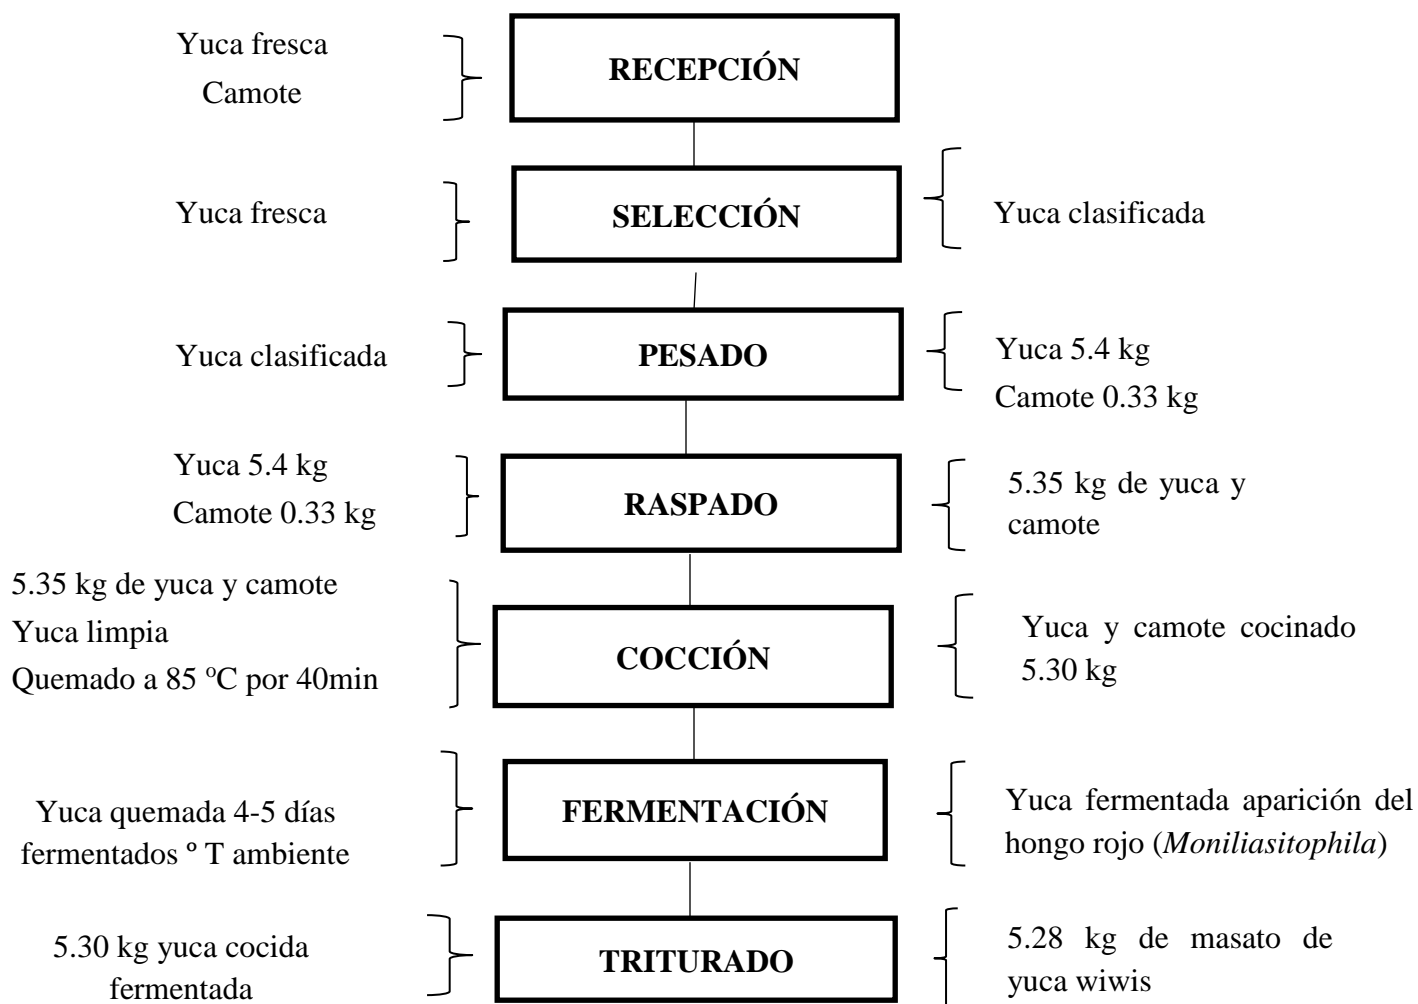 Yuca fresca
Camote
RECEPCIÓN
Yuca fresca
SELECCIÓN
Yuca clasificada
Yuca clasificada
PESADO
Yuca 5.4 kg
Camote 0.33 kg
Yuca 5.4 kg
Camote 0.33 kg
RASPADO
5.35 kg de yuca y
camote
5.35 kg de yuca y camote
Yuca limpia
Quemado a 85 ºC por 40min
COCCIÓN
Yuca y camote cocinado
5.30 kg
Yuca quemada 4-5 días
fermentados º T ambiente
FERMENTACIÓN
Yuca fermentada aparición del
hongo rojo (Moniliasitophila)
5.30 kg yuca cocida
fermentada
TRITURADO
5.28 kg de masato de
yuca wiwis